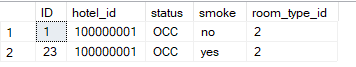 ID hotel_id status smoke room_type_id
1 1 100000001 OCC no 2
2 23 100000001 OCC yes 2